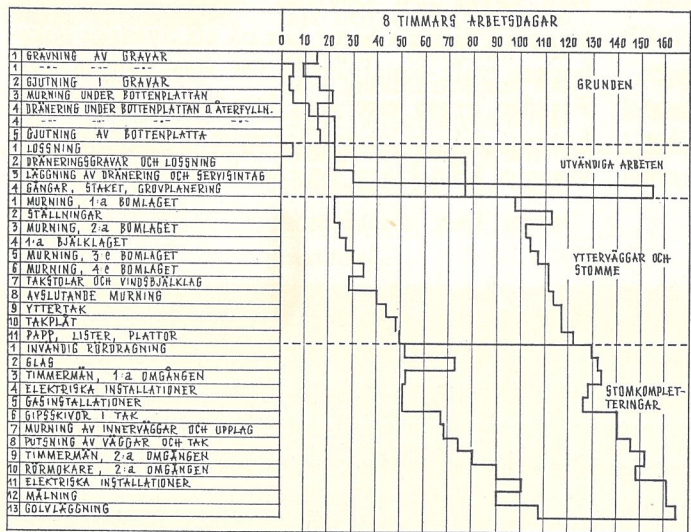 8 TIMMARS ARBETSDAGAR
0 10 20 30 40 50 60 70 80 90 100 110 120 130 140 150 160
1 GRÄVNING AV GRAVAR
1 -"- -"- -"-
2 GJUTNING I GRAVAR
3 MURNING UNDER BOTTENPLATTAN
4 DRÄNERING UNDER BOTTENPLATTAN O. ÅTERFYLLN.
4 -"- -"- -"- -"-
5 GJUTNING AV BOTTENPLATTA
GRUNDEN
1 LOSSNING
2 DRÄNERINGSGRAVAR OCH LOSSNING
3 LÄGGNING AV DRÄNERING OCH SERVISINTAG
4 GÅNGAR, STAKET, GROVPLANERING
UTVÄNDIGA ARBETEN
1 MURNING, 1:a BOMLAGET
2 STÄLLNINGAR
3 MURNING, 2:a BOMLAGET
4 1:a BJÄLKLAGET
5 MURNING, 3 e BOMLAGET
6 MURNING, 4 e BOMLAGET
7 TAKSTOLAR OCH VINDSBJÄLKLAG
8 AVSLUTANDE MURNING
9 YTTERTAK
10 TAKPLÅT
11 PAPP, LISTER, PLATTOR
YTTERVÄGGAR OCH
STOMME
1 INVÄNDIG RÖRDRAGNING
2 GLAS
3 TIMMERMÄN, 1:a OMGÅNGEN
4 ELEKTRISKA INSTALLATIONER
5 GASINSTALLATIONER
6 GIPSSKIVOR I TAK
7 MURNING AV INNERVÄGGAR OCH UPPLAG
8 PUTSNING AV VÄGGAR OCH TAK
9 TIMMERMÄN, 2:a OMGÅNGEN
10 RÖRMOKARE, 2:a OMGÅNGEN
11 ELEKTRISKA INSTALLATIONER
12 MÅLNING
13 GOLVLÄGGNING
STOMKOMPLET-
TERINGAR